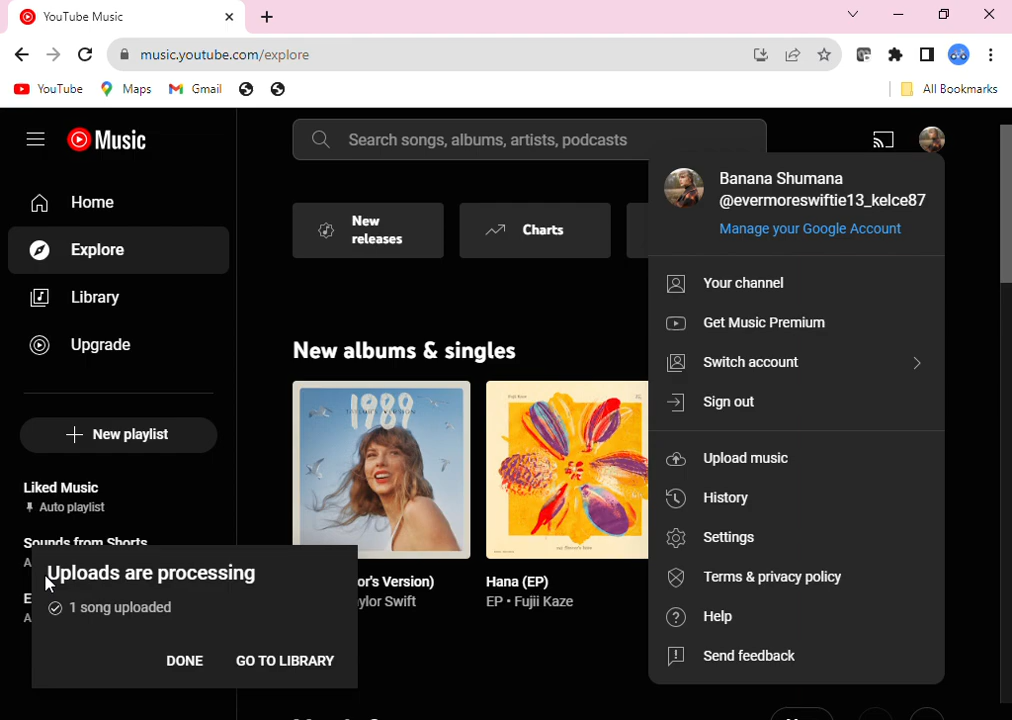 YouTube Music
music.youtube.com/explore
YouTube
Maps
Gmail
All Bookmarks
Music
Search songs, albums, artists, podcasts
Home
Explore
Library
Upgrade
New playlist
Liked Music
Auto playlist
Sounds from Shorts
New
releases
Charts
New albums & singles
1989
or's Version)
ylor Swift
Hana (EP)
EP • Fujii Kaze
Banana Shumana
@evermoreswiftie13_kelce87
Manage your Google Account
Your channel
Get Music Premium
Switch account
Sign out
Upload music
History
Settings
Terms & privacy policy
Help
Send feedback
Uploads are processing
1 song uploaded
DONE
GO TO LIBRARY